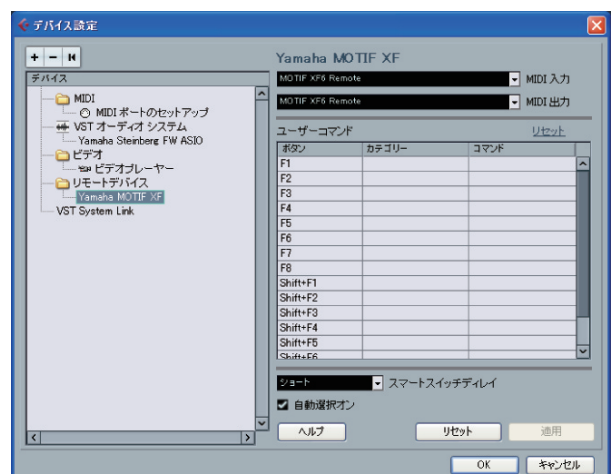 デバイス設定
+ - |◀
Yamaha MOTIF XF
デバイス
MIDI
MIDI ポートのセットアップ
VST オーディオ システム
Yamaha Steinberg FW ASIO
ビデオ
ビデオプレーヤー
リモートデバイス
Yamaha MOTIF XF
VST System Link
MOTIF XF6 Remote MIDI 入力
MOTIF XF6 Remote MIDI 出力
ユーザーコマンド リセット
ボタン カテゴリー コマンド
F1
F2
F3
F4
F5
F6
F7
F8
Shift+F1
Shift+F2
Shift+F3
Shift+F4
Shift+F5
Shift+F6
ショート スマートスイッチディレイ
自動選択オン
ヘルプ リセット 適用
OK キャンセル